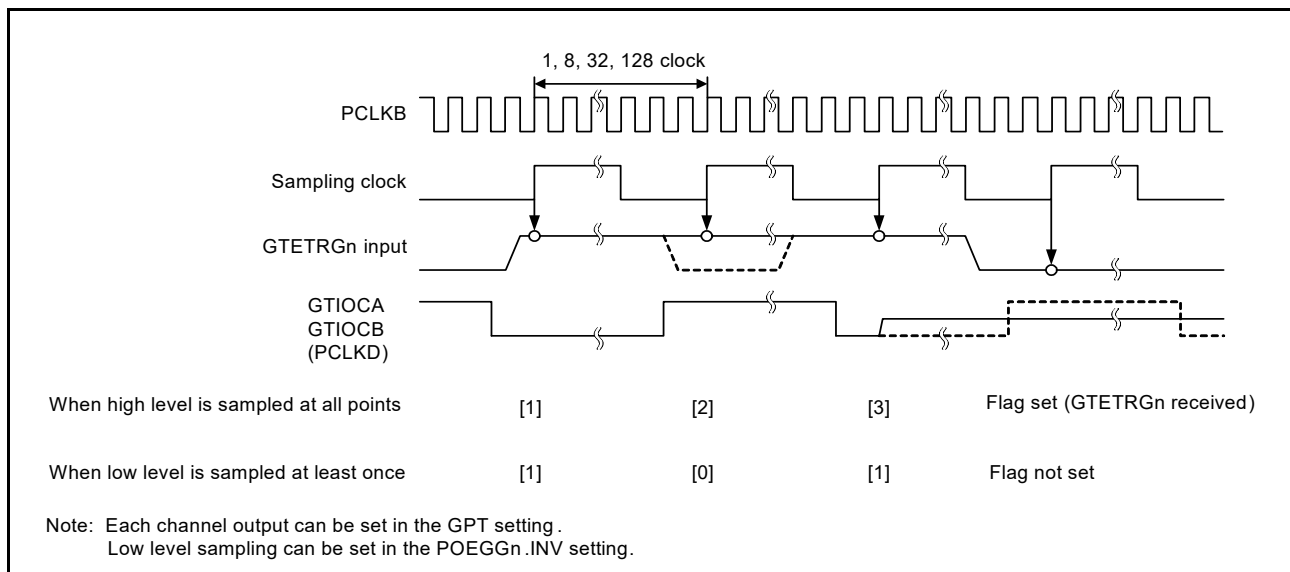 1, 8, 32, 128 clock
PCLKB
Sampling clock
GTETRGn input
GTIOCA
GTIOCB
(PCLKD)
When high level is sampled at all points [1] [2] [3] Flag set (GTETRGn received)
When low level is sampled at least once [1] [0] [1] Flag not set
Note: Each channel output can be set in the GPT setting.
Low level sampling can be set in the POEGGn.INV setting.